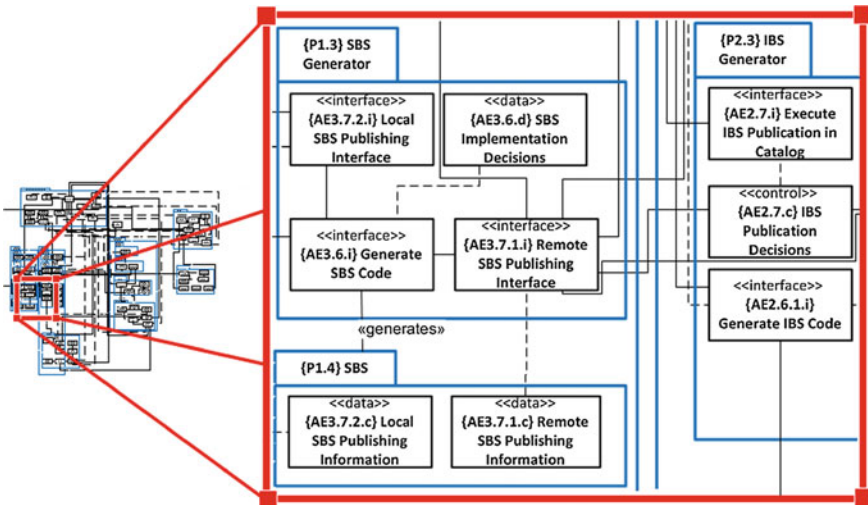 {P1.3} SBS
Generator
<<interface>>
{AE3.7.2.i} Local
SBS Publishing
Interface
<<data>>
{AE3.6.d} SBS
Implementation
Decisions
<<interface>>
{AE3.6.i} Generate
SBS Code
<<interface>>
{AE3.7.1.i} Remote
SBS Publishing
Interface
«generates»
{P1.4} SBS
<<data>>
{AE3.7.2.c} Local
SBS Publishing
Information
<<data>>
{AE3.7.1.c} Remote
SBS Publishing
Information
{P2.3} IBS
Generator
<<interface>>
{AE2.7.i} Execute
IBS Publication in
Catalog
<<control>>
{AE2.7.c} IBS
Publication
Decisions
<<interface>>
{AE2.6.1.i}
Generate IBS Code